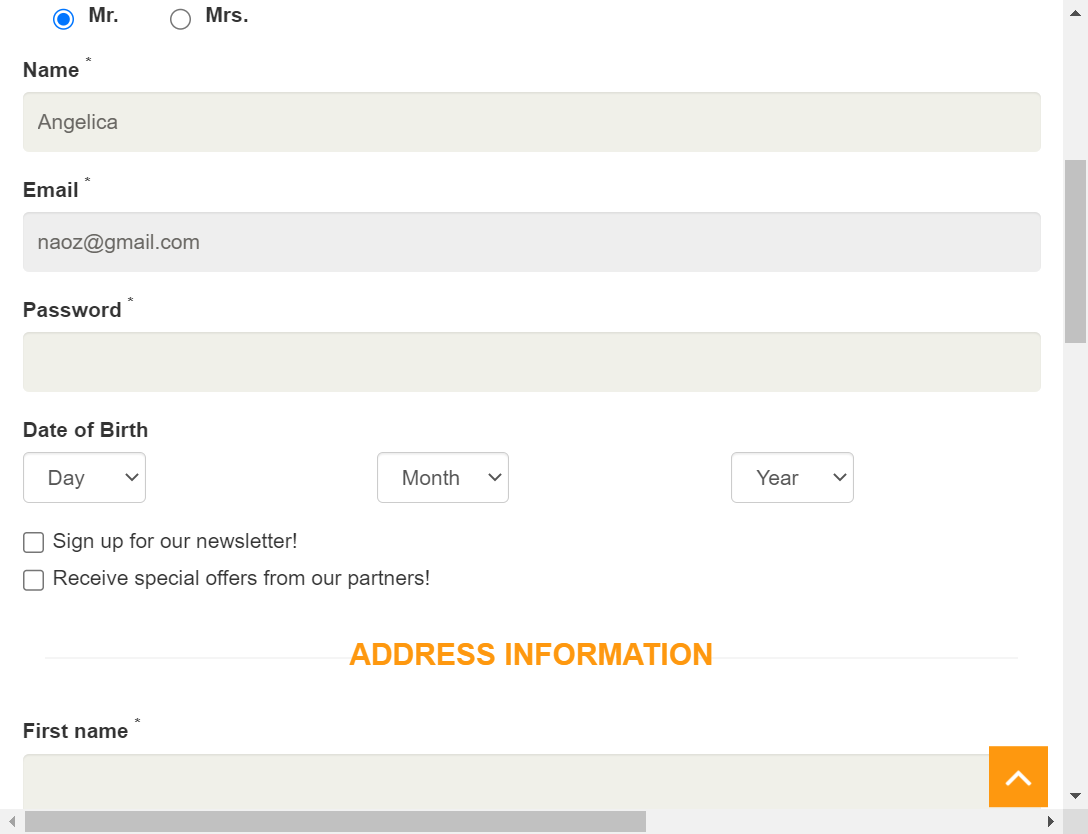 Mr. Mrs.
Name *
Angelica
Email *
naoz@gmail.com
Password *
Date of Birth
Day Month Year
Sign up for our newsletter!
Receive special offers from our partners!
ADDRESS INFORMATION
First name *